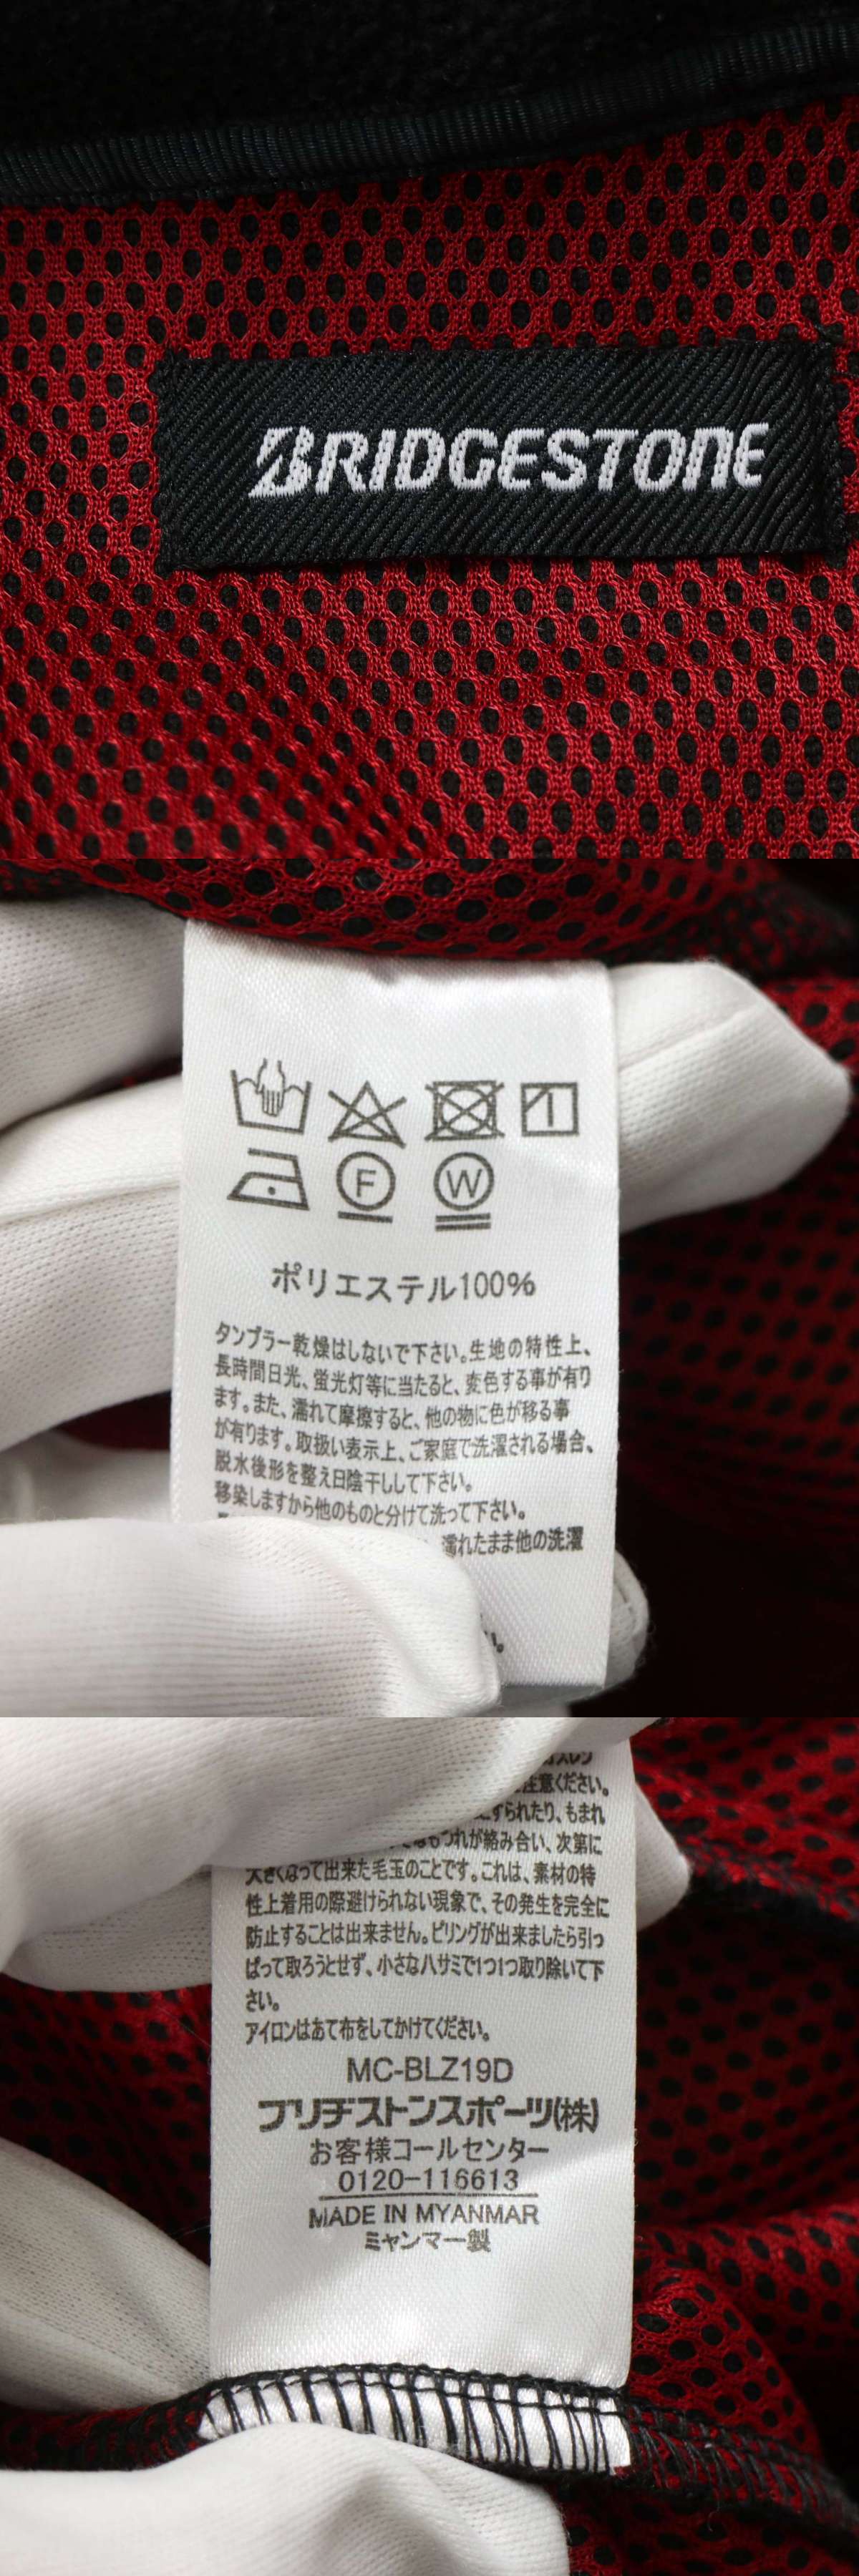 BRIDGESTONE
F
W
ポリエステル100%
タンブラー乾燥はしないで下さい。生地の特性上、
長時間日光、蛍光灯等に当たると、変色する事が有り
ます。また、濡れて摩擦すると、他の物に色が移る事
が有ります。取扱い表示上、ご家庭で洗濯される場合、
脱水後形を整え日陰干しして下さい。
移染しますから他のものと分けて洗って下さい。
濡れたまま他の洗濯
い。
注意ください。
ずられたり、もまれ
もつれが絡み合い、次第に
大きくなって出来た毛玉のことです。これは、素材の特
性上着用の際避けられない現象で、その発生を完全に
防止することは出来ません。ピリングが出来ましたら引っ
ぱって取ろうとせず、小さなハサミで1つ1つ取り除いて下
さい。
アイロンはあて布をしてかけてください。
MC-BLZ19D
ブリヂストンスポーツ(株)
お客様コールセンター
0120-116613
MADE IN MYANMAR
ミャンマー製